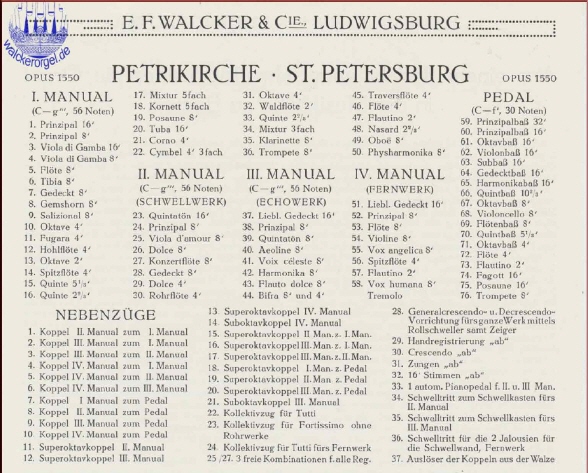 E. F. WALCKER & CIE., LUDWIGSBURG
walckerorgel.de
OPUS 1550 PETRIKIRCHE · ST. PETERSBURG OPUS 1550
I. MANUAL
(C—g''', 56 Noten)
1. Prinzipal 16'
2. Prinzipal 8'
3. Viola di Gamba 16'
4. Viola di Gamba 8'
5. Flöte 8'
6. Tibia 8'
7. Gedeckt 8'
8. Gemshorn 8'
9. Solizional 8'
10. Oktave 4'
11. Fugara 4'
12. Hohlflöte 4'
13. Oktave 2'
14. Spitzflöte 4'
15. Quinte 5¹/₃'
16. Quinte 2²/₃'
17. Mixtur 5fach
18. Kornett 5fach
19. Posaune 8'
20. Tuba 16'
21. Corno 4'
22. Cymbel 4' 3fach
II. MANUAL
(C—g''', 56 Noten)
(SCHWELLWERK)
23. Quintatön 16'
24. Prinzipal 8'
25. Viola d'amour 8'
26. Dolce 8'
27. Konzertflöte 8'
28. Gedeckt 8'
29. Dolce 4'
30. Rohrflöte 4'
31. Oktave 4'
32. Waldflöte 2'
33. Quinte 2²/₃'
34. Mixtur 3fach
35. Klarinette 8'
36. Trompete 8'
III. MANUAL
(C—g''', 56 Noten)
(ECHOWERK)
37. Liebl. Gedeckt 16'
38. Prinzipal 8'
39. Quintatön 8'
40. Aeoline 8'
41. Voix céleste 8'
42. Harmonika 8'
43. Flauto dolce 8'
44. Bifra 8' und 4'
45. Traversflöte 4'
46. Flöte 4'
47. Flautino 2'
48. Nasard 2²/₃'
49. Oboë 8'
50. Physharmonika 8'
IV. MANUAL
(FERNWERK)
51. Liebl. Gedeckt 16'
52. Prinzipal 8'
53. Flöte 8'
54. Violine 8'
55. Vox angelica 8'
56. Spitzflöte 4'
57. Flautino 2'
58. Vox humana 8'
Tremolo
PEDAL
(C—f', 30 Noten)
59. Prinzipalbaß 32'
60. Prinzipalbaß 16'
61. Oktavbaß 16'
62. Violonbaß 16'
63. Subbaß 16'
64. Gedecktbaß 16'
65. Harmonikabaß 16'
66. Quintbaß 10²/₃'
67. Oktavbaß 8'
68. Violoncello 8'
69. Flötenbaß 8'
70. Quintbaß 5¹/₃'
71. Oktavbaß 4'
72. Flöte 4'
73. Flautino 2'
74. Fagott 16'
75. Posaune 16'
76. Trompete 8'
NEBENZÜGE
1. Koppel II. Manual zum I. Manual
2. Koppel III. Manual zum I. Manual
3. Koppel III. Manual zum II. Manual
4. Koppel IV. Manual zum I. Manual
5. Koppel IV. Manual zum II. Manual
6. Koppel IV. Manual zum III. Manual
7. Koppel I Manual zum Pedal
8. Koppel II. Manual zum Pedal
9. Koppel III. Manual zum Pedal
10. Koppel IV. Manual zum Pedal
11. Superoktavkoppel II. Manual
12. Superoktavkoppel III. Manual
13. Superoktavkoppel IV. Manual
14. Suboktavkoppel IV. Manual
15. Superoktavkoppel II Man. z. I. Man.
16. Superoktavkoppel III. Man. z. I. Man.
17. Superoktavkoppel III. Man. z. II. Man.
18. Superoktavkoppel I. Man. z. Pedal
19. Superoktavkoppel II. Man. z. Pedal
20. Superoktavkoppel III. Man. z. Pedal
21. Suboktavkoppel III. Manual
22. Kollektivzug für Tutti
23. Kollektivzug für Fortissimo ohne
Rohrwerke
24. Kollektivzug für Tutti fürs Fernwerk
25/27. 3 freie Kombinationen f. alle Reg.
28. Generalcrescendo- u. Decrescendo-
Vorrichtung fürs ganze Werk mittels
Rollschweller samt Zeiger
29. Handregistrierung „ab"
30. Crescendo „ab"
31. Zungen „ab"
32. 16' Stimmen „ab"
33. 1 autom. Pianopedal f. II. u. III. Man.
34. Schwelltritt zum Schwellkasten fürs
II. Manual
35. Schwelltritt zum Schwellkasten fürs
III. Manual
36. Schwelltritt für die 2 Jalousien für
die Schwellwand, Fernwerk
37. Auslöser der Koppeln aus der Walze